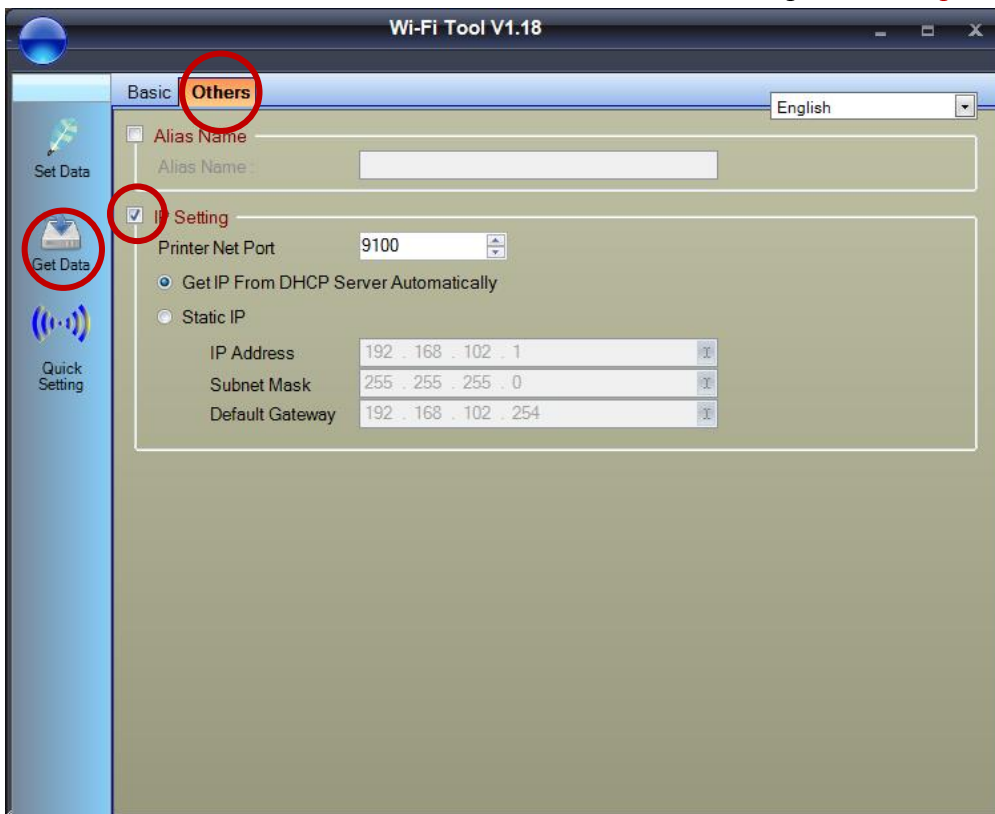 Wi-Fi Tool V1.18
Basic Others
English
Set Data
Get Data
Quick
Setting
Alias Name
Alias Name :
IP Setting
Printer Net Port 9100
Get IP From DHCP Server Automatically
Static IP
IP Address 192 . 168 . 102 . 1
Subnet Mask 255 . 255 . 255 . 0
Default Gateway 192 . 168 . 102 . 254